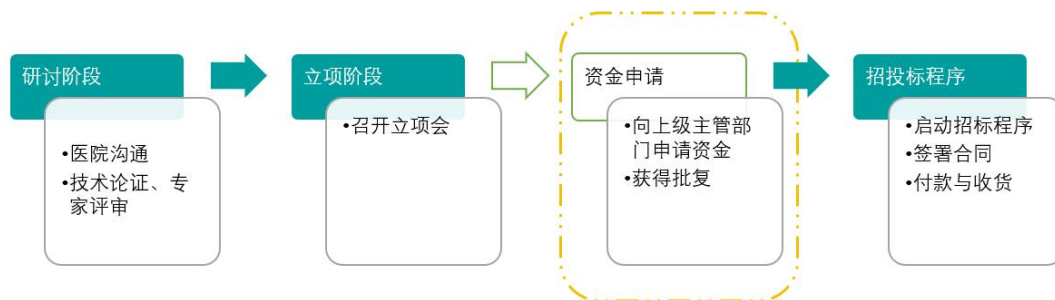 研讨阶段
•医院沟通
•技术论证、专
家评审
立项阶段
•召开立项会
资金申请
•向上级主管部
门申请资金
•获得批复
招投标程序
•启动招标程序
•签署合同
•付款与收货